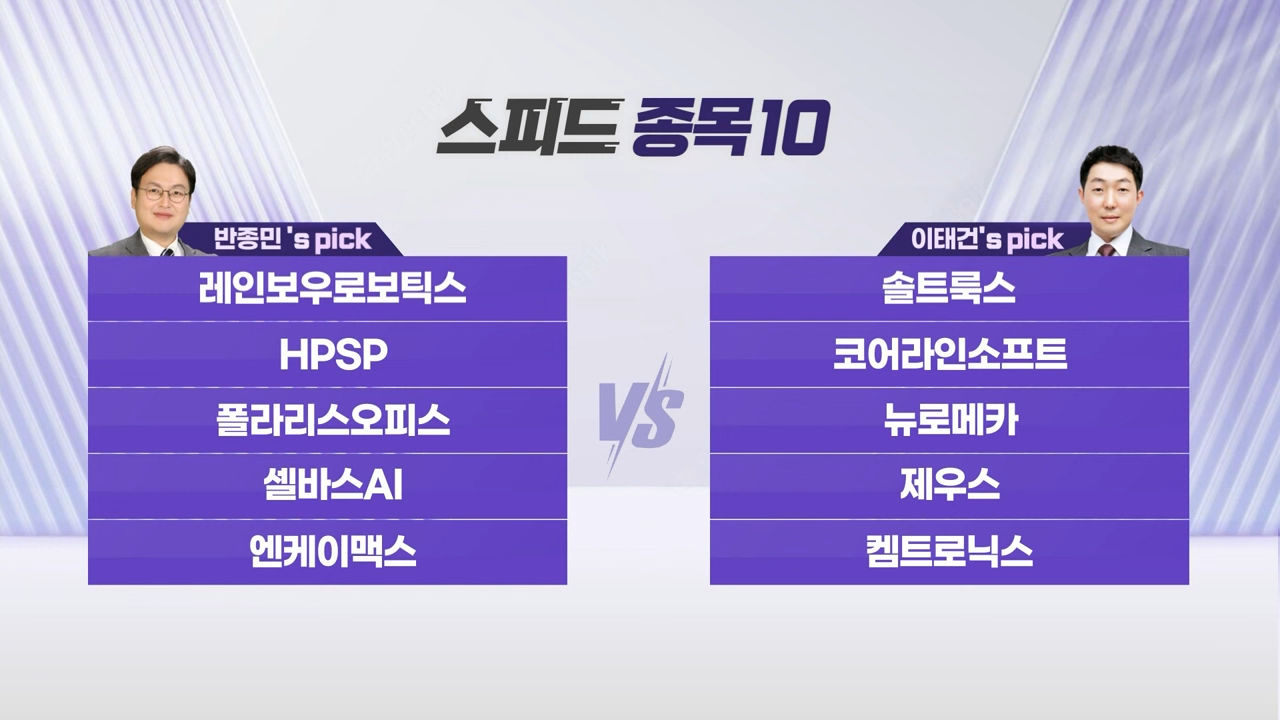 스피드 종목10
반종민 's pick
레인보우로보틱스
HPSP
폴라리스오피스
셀바스AI
엔케이맥스
VS
이태건's pick
솔트룩스
코어라인소프트
뉴로메카
제우스
켐트로닉스